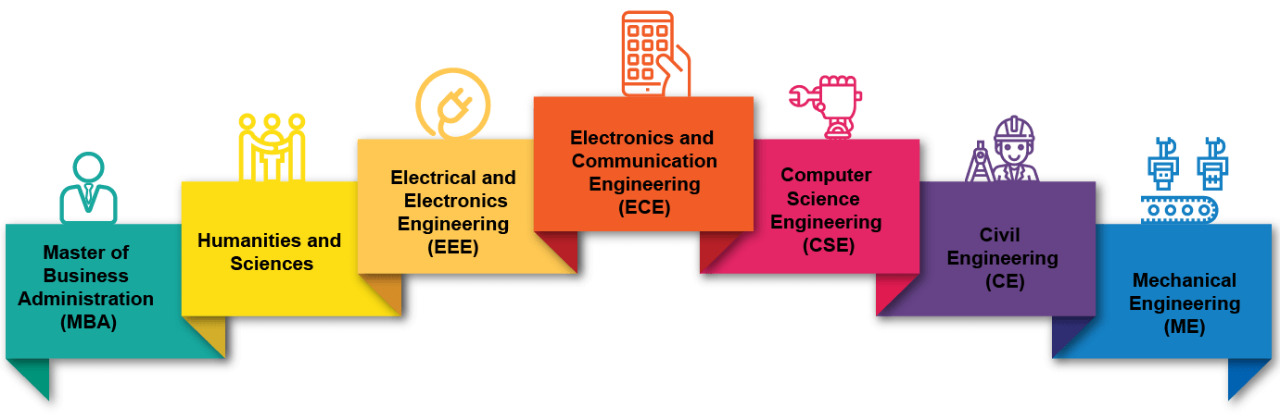 Master of
Business
Administration
(MBA)
Humanities and
Sciences
Electrical and
Electronics
Engineering
(EEE)
Electronics and
Communication
Engineering
(ECE)
Computer
Science
Engineering
(CSE)
Civil
Engineering
(CE)
Mechanical
Engineering
(ME)